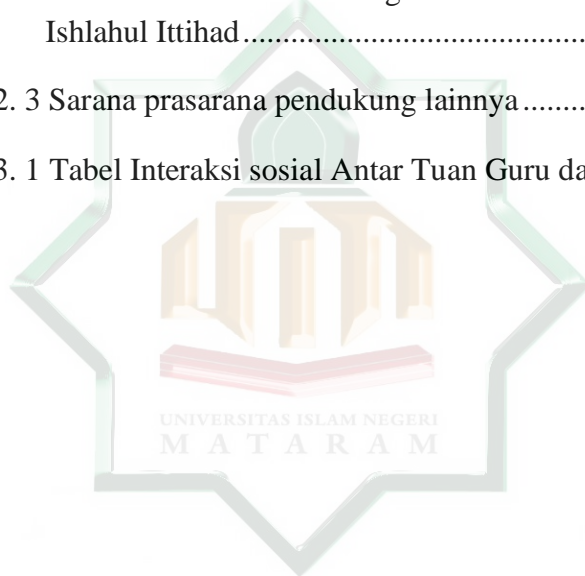 Ishlahul Ittihad ...........................................
2. 3 Sarana prasarana pendukung lainnya ...........
3. 1 Tabel Interaksi sosial Antar Tuan Guru da
UNIVERSITAS ISLAM NEGERI
M A T A R A M